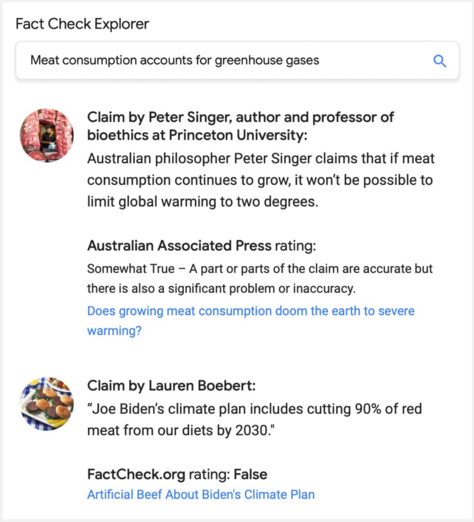 Fact Check Explorer
Meat consumption accounts for greenhouse gases
Claim by Peter Singer, author and professor of
bioethics at Princeton University:
Australian philosopher Peter Singer claims that if meat
consumption continues to grow, it won’t be possible to
limit global warming to two degrees.
Australian Associated Press rating:
Somewhat True – A part or parts of the claim are accurate but
there is also a significant problem or inaccuracy.
Does growing meat consumption doom the earth to severe
warming?
Claim by Lauren Boebert:
“Joe Biden’s climate plan includes cutting 90% of red
meat from our diets by 2030."
FactCheck.org rating: False
Artificial Beef About Biden's Climate Plan